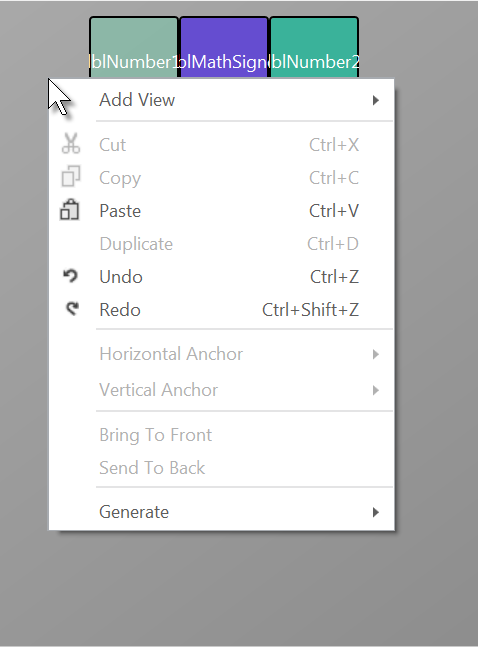 lblNumber1 blMathSign lblNumber2
Add View
Cut Ctrl+X
Copy Ctrl+C
Paste Ctrl+V
Duplicate Ctrl+D
Undo Ctrl+Z
Redo Ctrl+Shift+Z
Horizontal Anchor
Vertical Anchor
Bring To Front
Send To Back
Generate